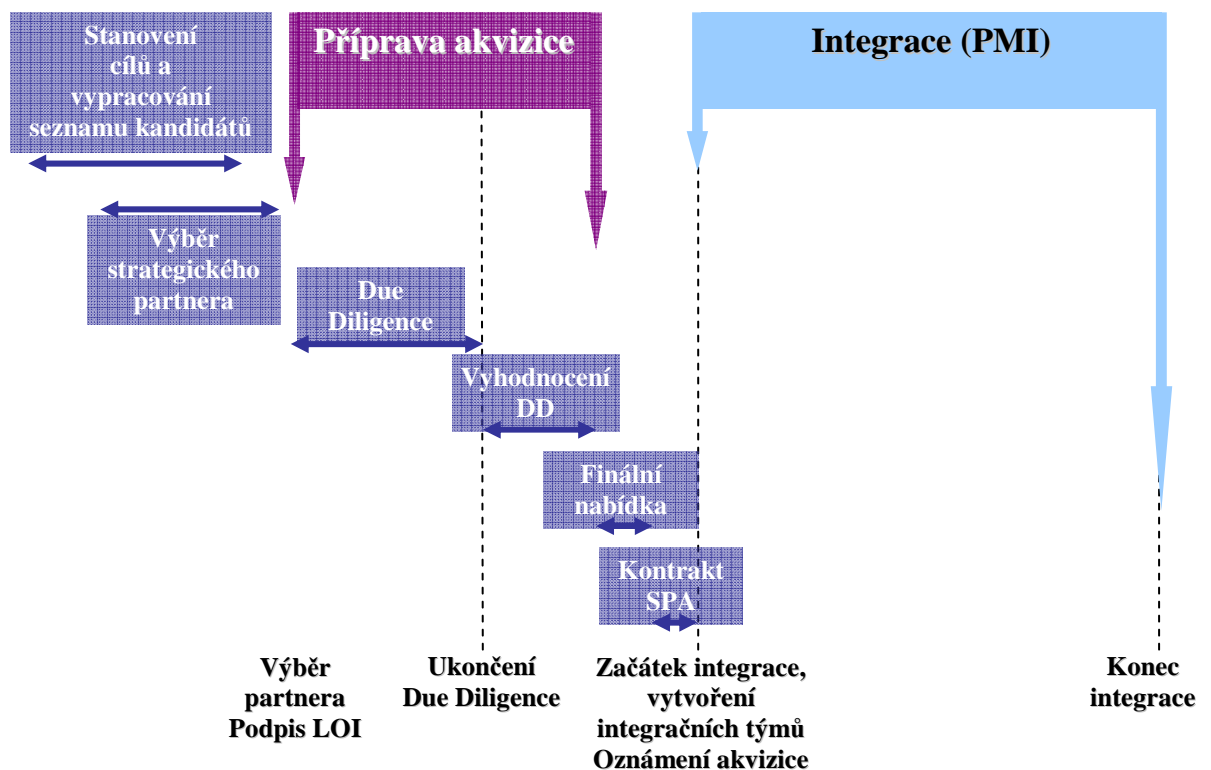 Stanovení
cílů a
vypracování
seznamu kandidátů
Příprava akvizice
Integrace (PMI)
Výběr
strategického
partnera
Due
Diligence
Vyhodnocení
DD
Finální
nabídka
Kontrakt
SPA
Výběr
partnera
Podpis LOI
Ukončení
Due Diligence
Začátek integrace,
vytvoření
integračních týmů
Oznámení akvizice
Konec
integrace